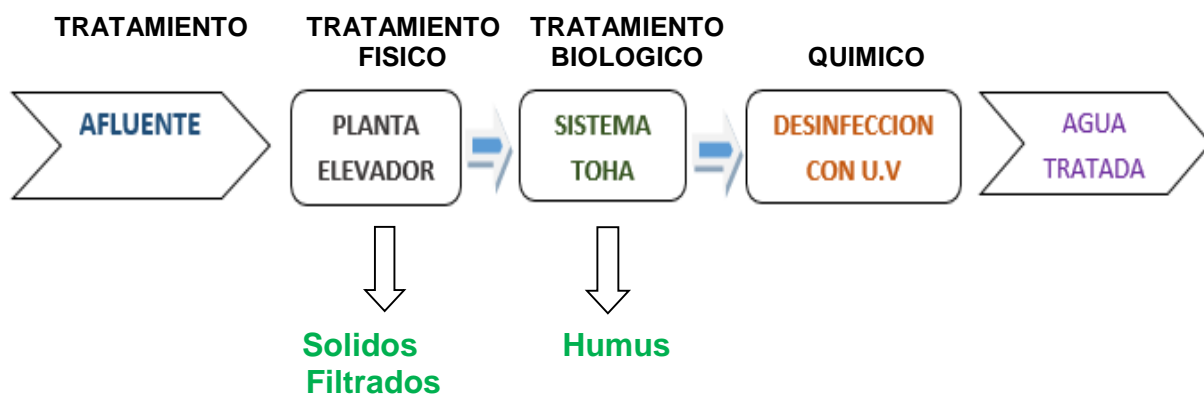 TRATAMIENTO
TRATAMIENTO
FISICO
TRATAMIENTO
BIOLOGICO
QUIMICO
AFLUENTE
PLANTA
ELEVADOR
SISTEMA
TOHA
DESINFECCION
CON U.V
AGUA
TRATADA
Solidos
Filtrados
Humus